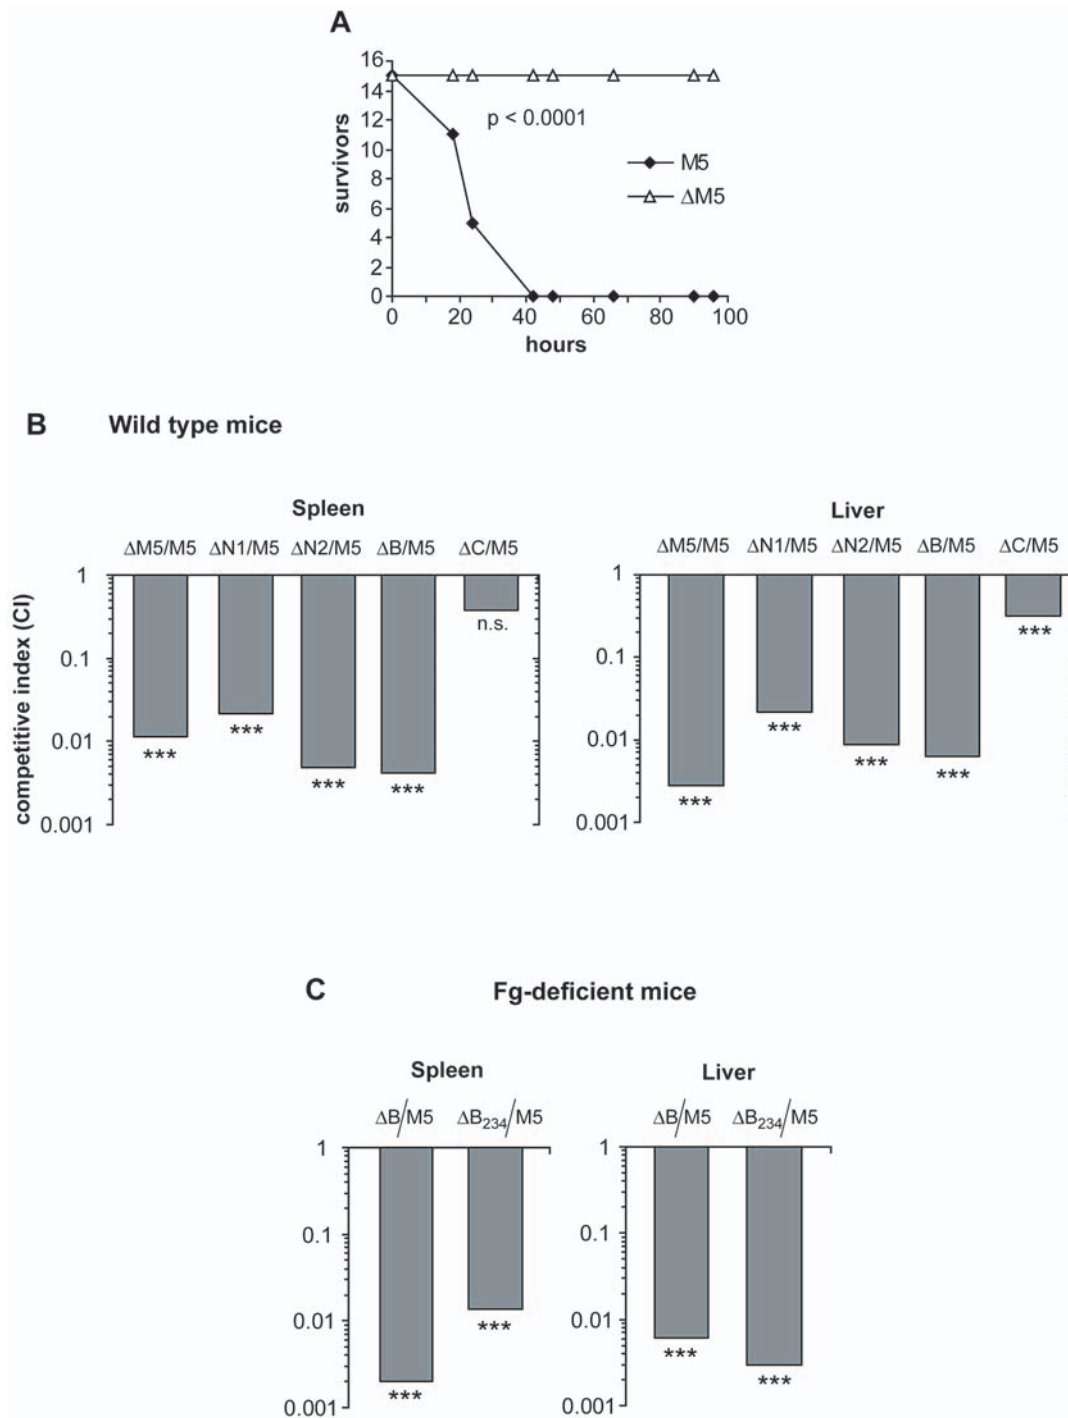 A
16
14
12
10
8
6
4
2
0
survivors
p < 0.0001
M5
ΔM5
0 20 40 60 80 100
hours
B Wild type mice
Spleen
ΔM5/M5 ΔN1/M5 ΔN2/M5 ΔB/M5 ΔC/M5
1
0.1
0.01
0.001
competitive index (CI)
*** *** *** *** n.s.
Liver
ΔM5/M5 ΔN1/M5 ΔN2/M5 ΔB/M5 ΔC/M5
1
0.1
0.01
0.001
*** *** *** *** ***
C Fg-deficient mice
Spleen
ΔB/M5 ΔB234/M5
1
0.1
0.01
0.001
*** ***
Liver
ΔB/M5 ΔB234/M5
1
0.1
0.01
0.001
*** ***